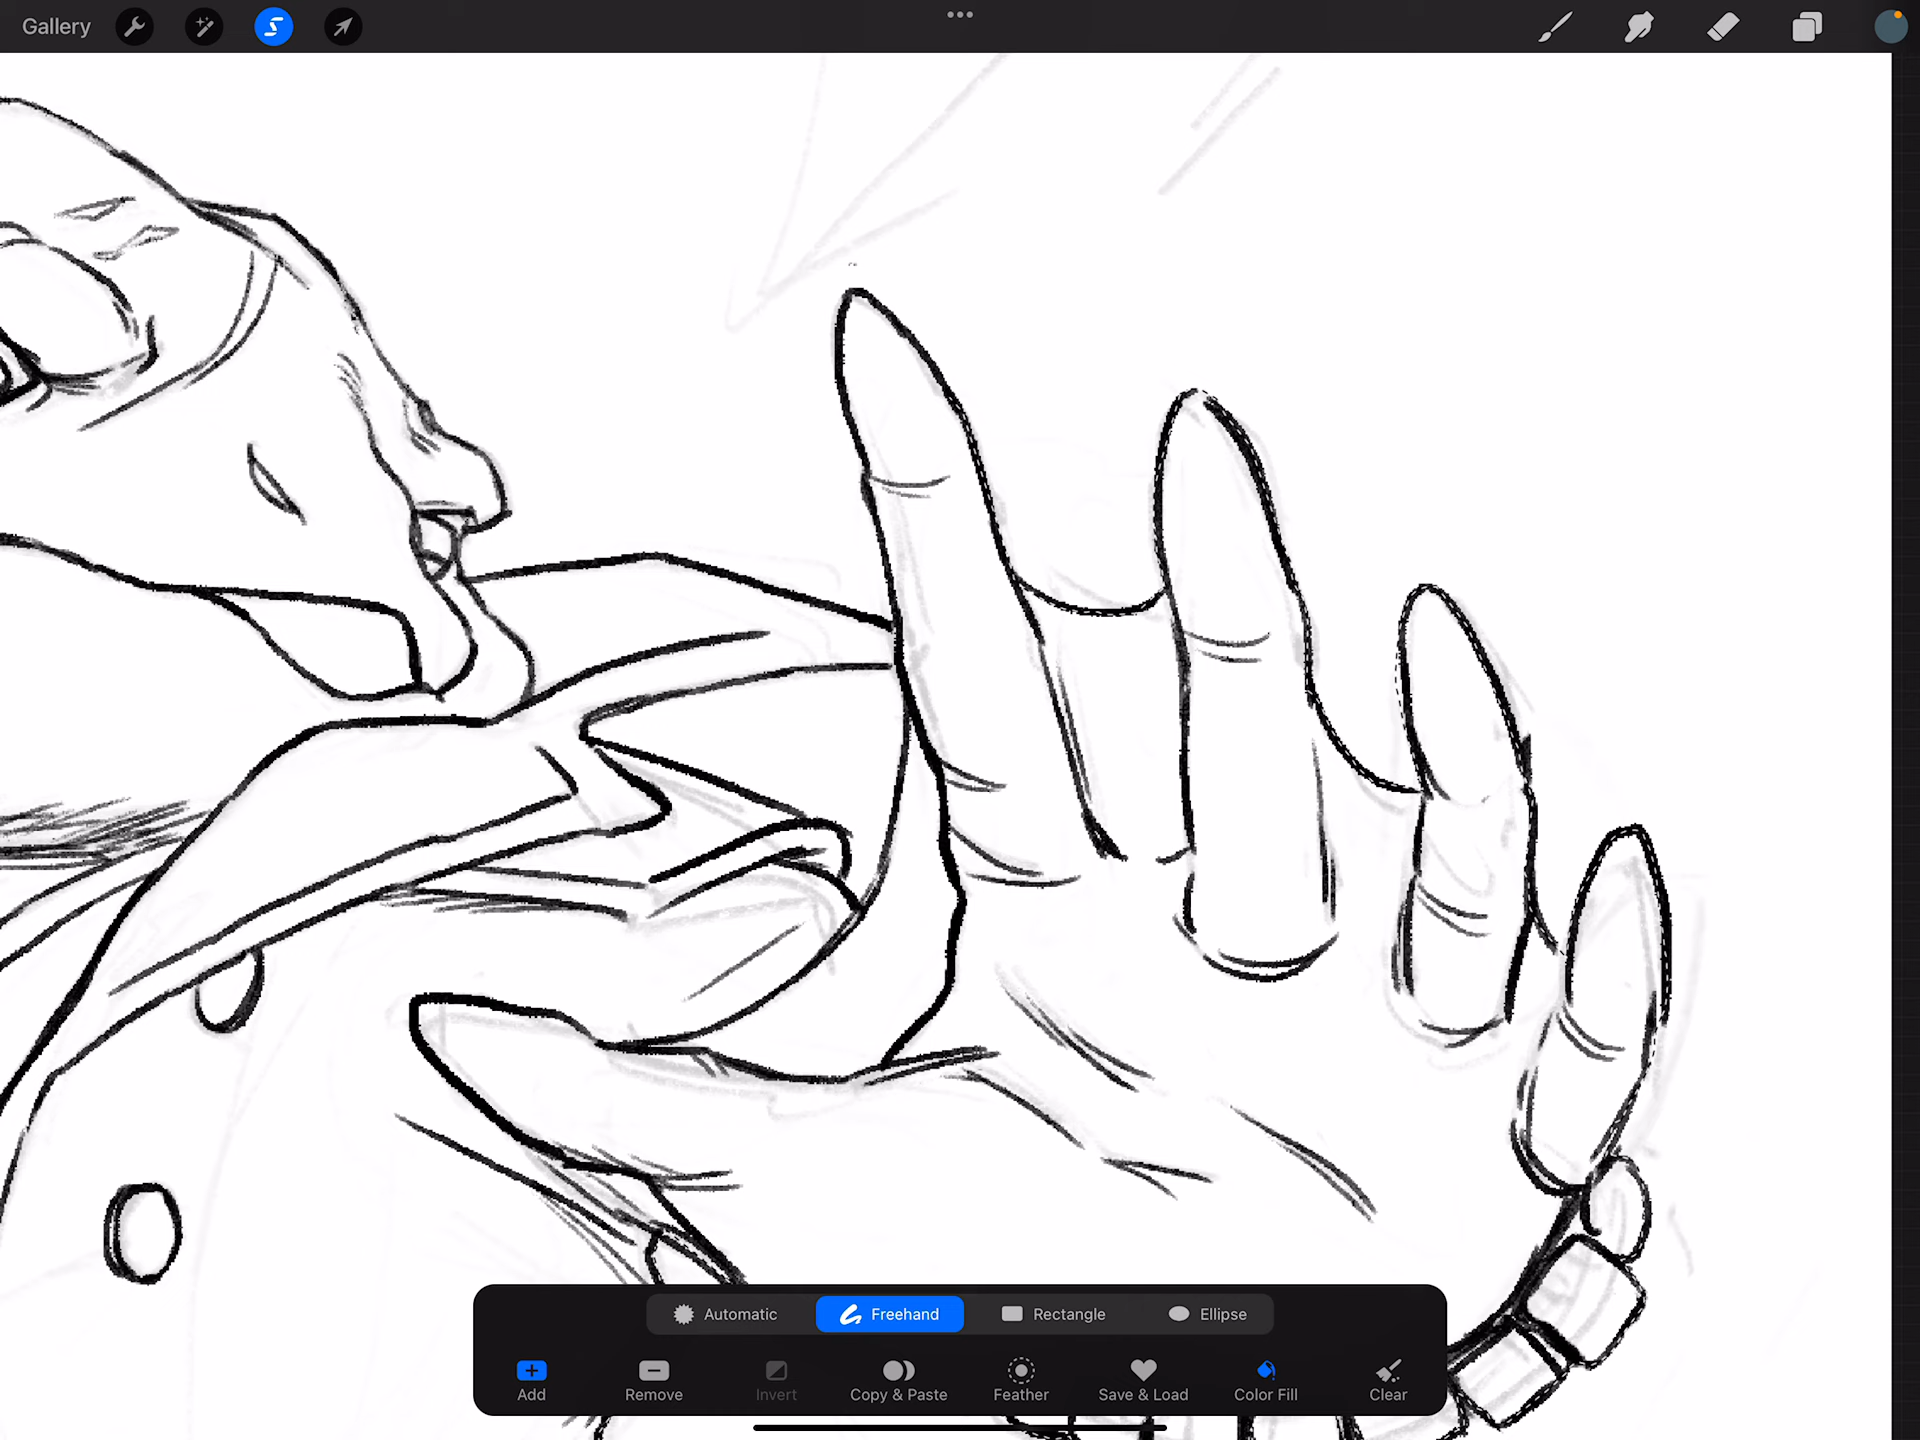 Gallery
Automatic Freehand Rectangle Ellipse
Add Remove Invert Copy & Paste Feather Save & Load Color Fill Clear